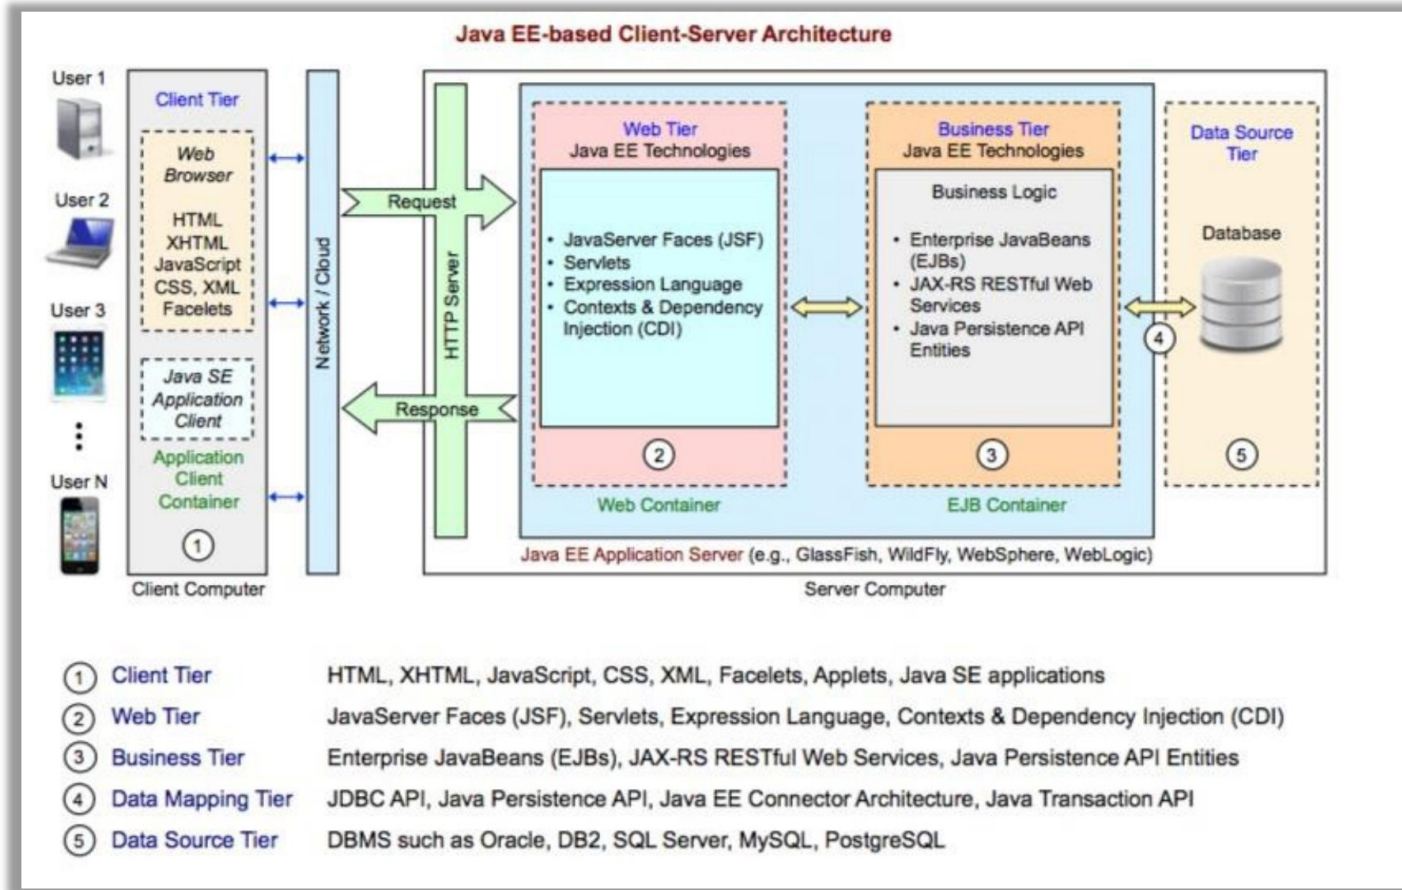 Java EE-based Client-Server Architecture
User 1
User 2
User 3
User N
Client Tier
Web
Browser
HTML
XHTML
JavaScript
CSS, XML
Facelets
Java SE
Application
Client
Application
Client
Container
1
Client Computer
Network / Cloud
Request
Response
HTTP Server
Web Tier
Java EE Technologies
• JavaServer Faces (JSF)
• Servlets
• Expression Language
• Contexts & Dependency
Injection (CDI)
2
Web Container
Business Tier
Java EE Technologies
Business Logic
• Enterprise JavaBeans
(EJBs)
• JAX-RS RESTful Web
Services
• Java Persistence API
Entities
3
EJB Container
4
Data Source
Tier
Database
5
Java EE Application Server (e.g., GlassFish, WildFly, WebSphere, WebLogic)
Server Computer
1 Client Tier HTML, XHTML, JavaScript, CSS, XML, Facelets, Applets, Java SE applications
2 Web Tier JavaServer Faces (JSF), Servlets, Expression Language, Contexts & Dependency Injection (CDI)
3 Business Tier Enterprise JavaBeans (EJBs), JAX-RS RESTful Web Services, Java Persistence API Entities
4 Data Mapping Tier JDBC API, Java Persistence API, Java EE Connector Architecture, Java Transaction API
5 Data Source Tier DBMS such as Oracle, DB2, SQL Server, MySQL, PostgreSQL